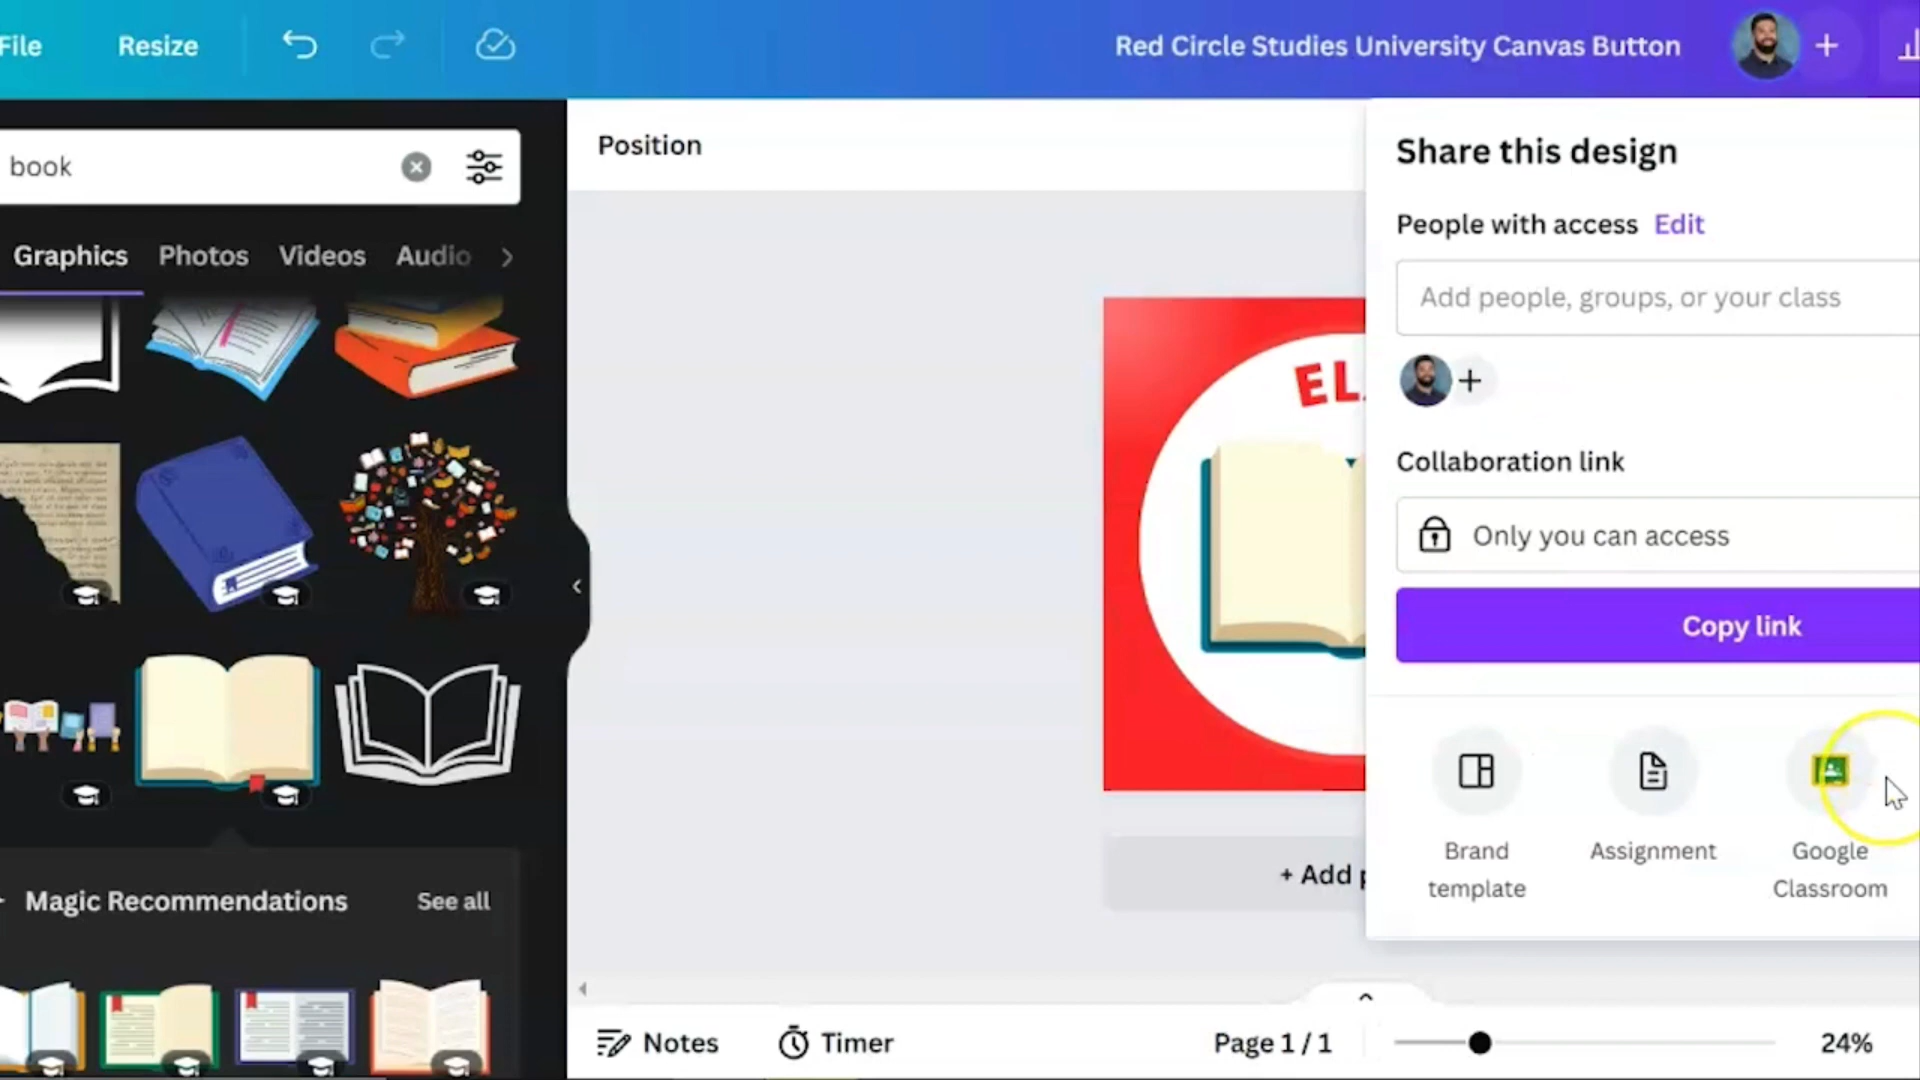 File
Resize
Red Circle Studies University Canvas Button
book
Graphics
Photos
Videos
Audio
Magic Recommendations
See all
Position
EL
+ Add
Share this design
People with access Edit
Add people, groups, or your class
Collaboration link
Only you can access
Copy link
Brand
template
Assignment
Google
Classroom
Notes
Timer
Page 1 / 1
24%